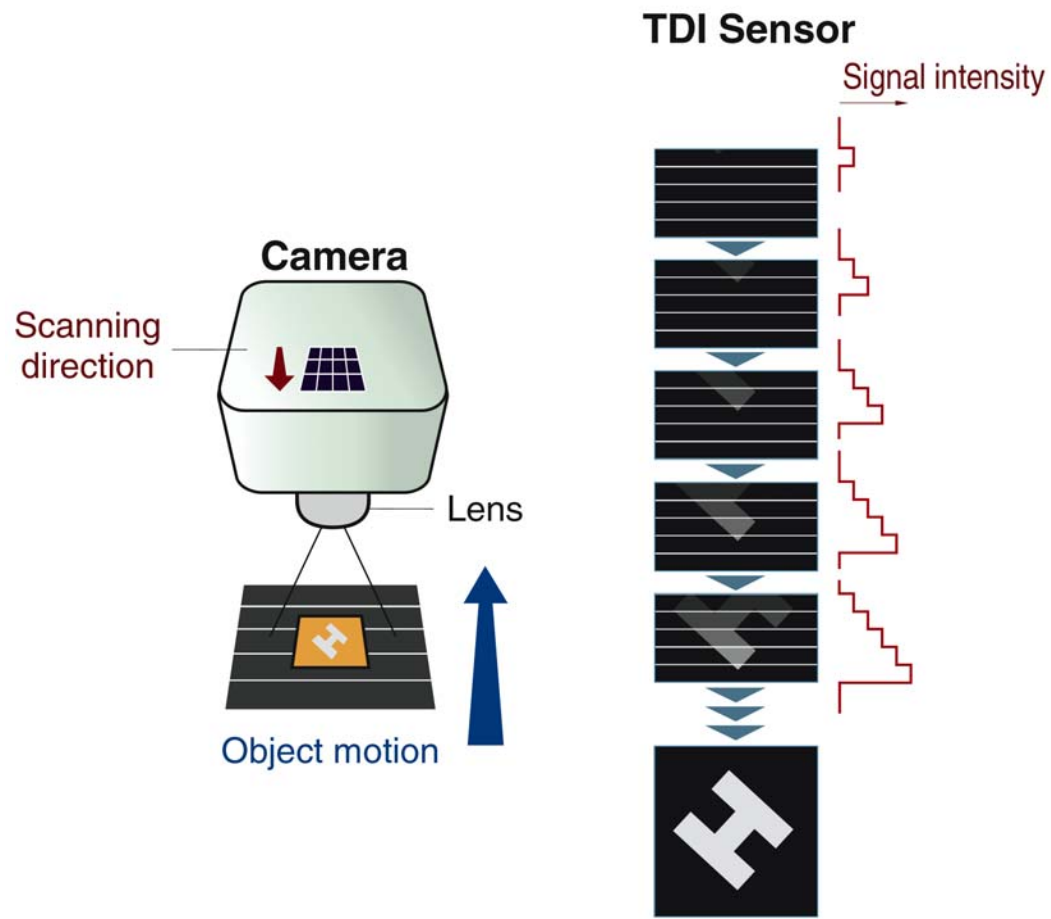 TDI Sensor
Signal intensity
Camera
Scanning
direction
Lens
Object motion
H
H